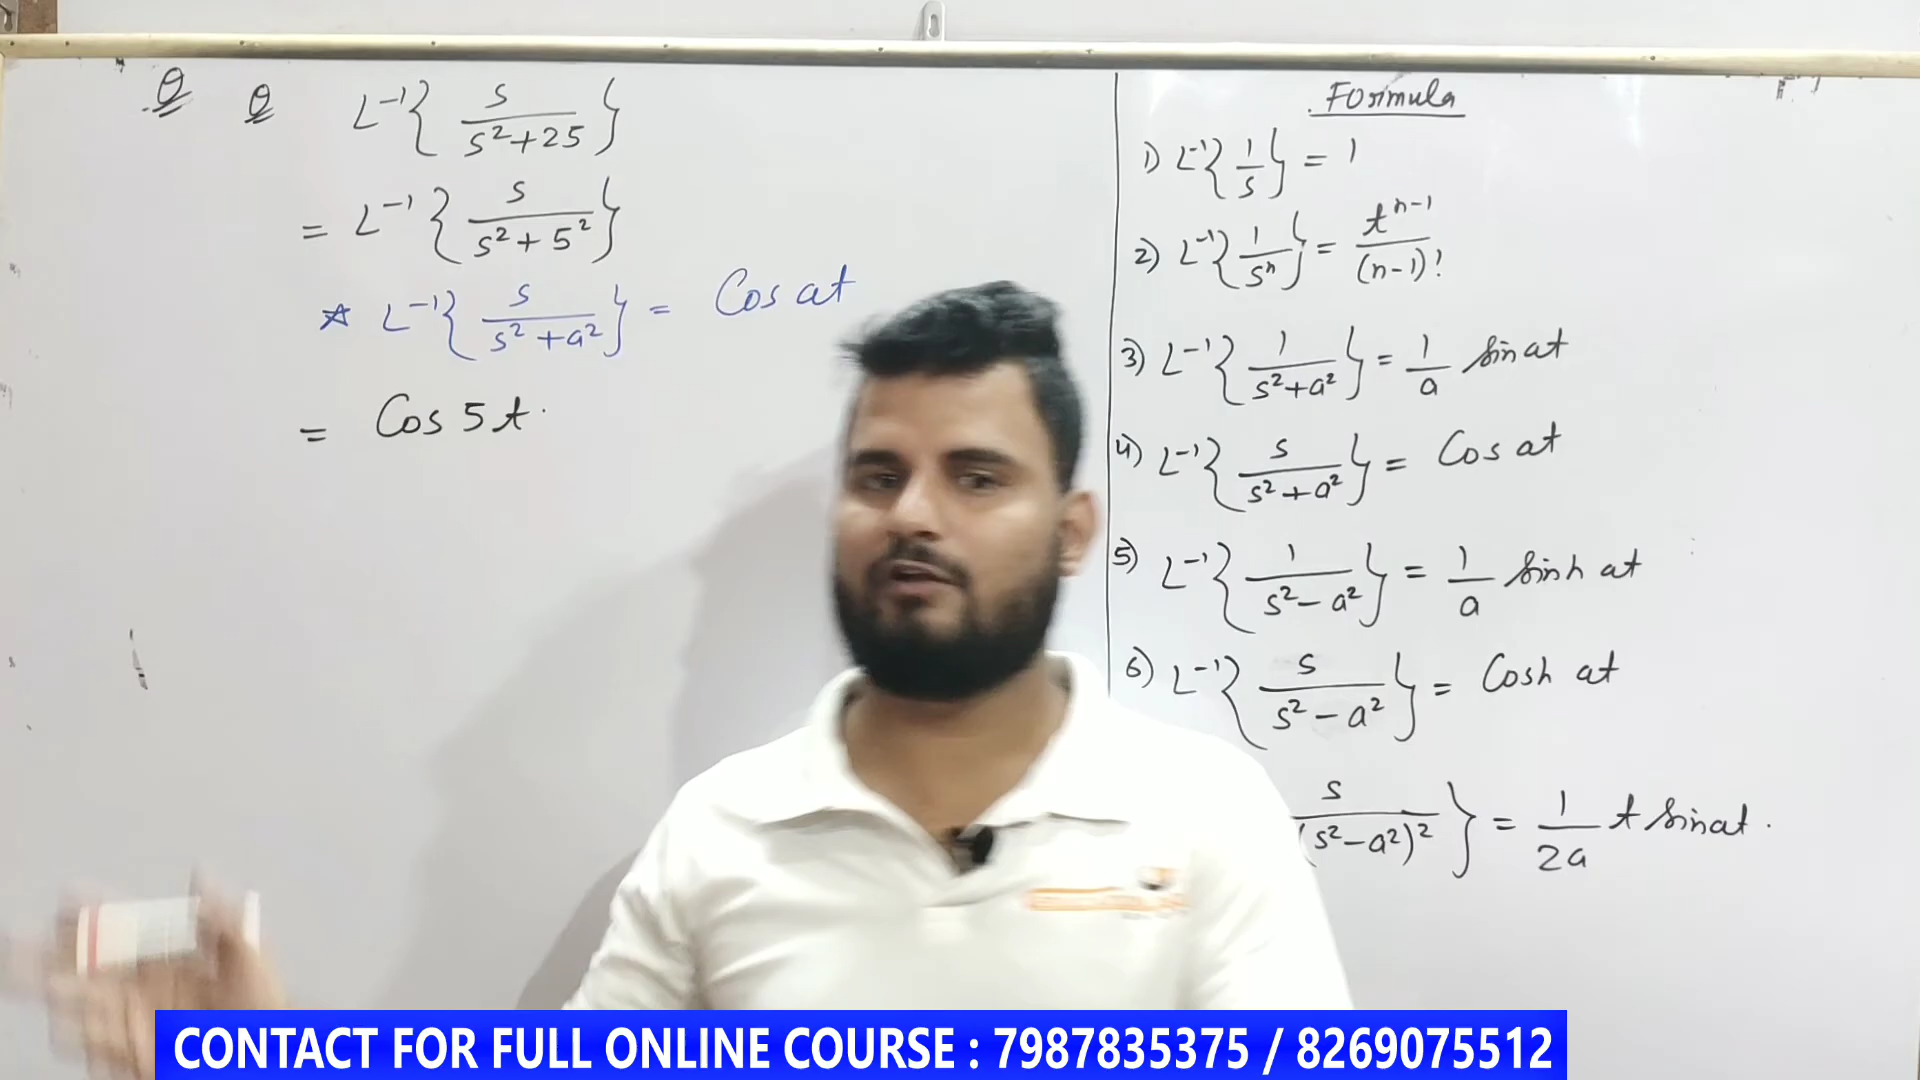 Q Q L⁻¹{ s / s²+25 }
= L⁻¹{ s / s²+5² }
☆ L⁻¹{ s / s²+a² } = Cos at
= Cos 5t.
Formula
1) L⁻¹{ 1 / s } = 1
2) L⁻¹{ 1 / sⁿ } = tⁿ⁻¹ / (n-1)!
3) L⁻¹{ 1 / s²+a² } = 1/a sin at
4) L⁻¹{ s / s²+a² } = Cos at
5) L⁻¹{ 1 / s²-a² } = 1/a sinh at
6) L⁻¹{ s / s²-a² } = Cosh at
s / (s²-a²)² } = 1/2a t sin at.
CONTACT FOR FULL ONLINE COURSE : 7987835375 / 8269075512